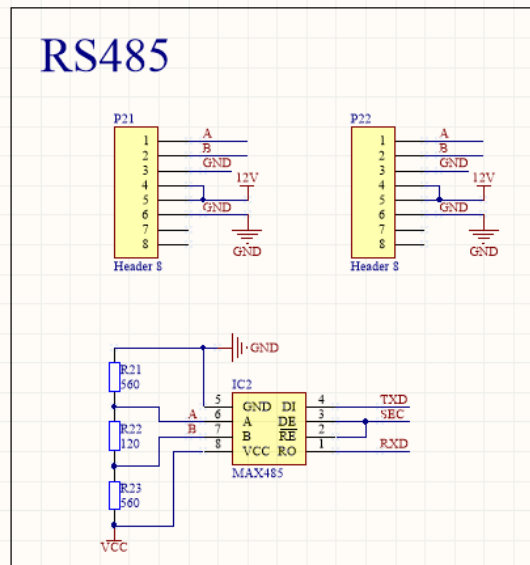 RS485
P21
1
2
3
4
5
6
7
8
A
B
GND
12V
GND
GND
Header 8
P22
1
2
3
4
5
6
7
8
A
B
GND
12V
GND
GND
Header 8
GND
R21
560
R22
120
R23
560
VCC
IC2
5 GND DI 4 TXD
A 6 A DE 3 SEC
B 7 B RE 2
8 VCC RO 1 RXD
MAX485